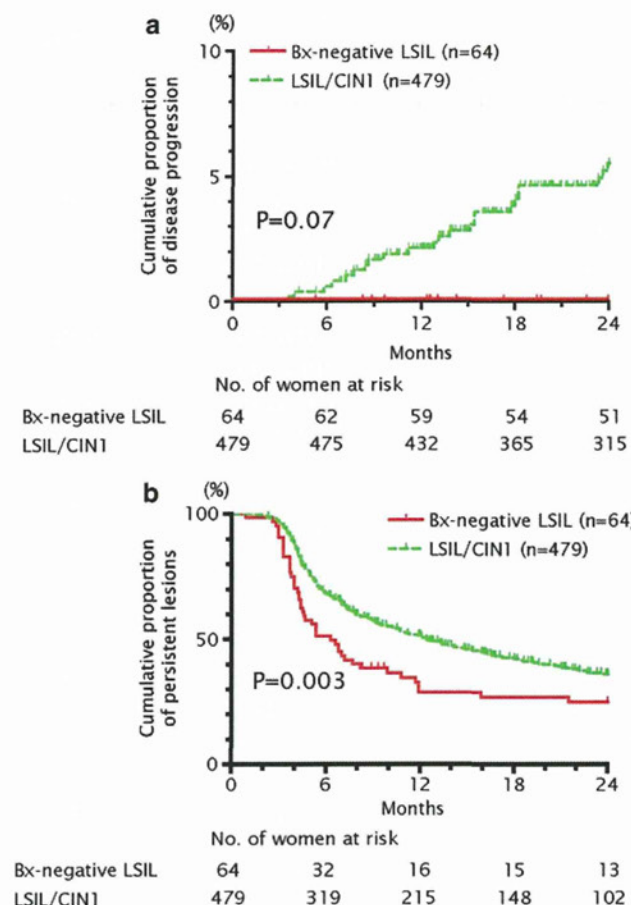 a
(%)
10
5
0
Cumulative proportion
of disease progression
Bx-negative LSIL (n=64)
LSIL/CIN1 (n=479)
P=0.07
0 6 12 18 24
Months
No. of women at risk
Bx-negative LSIL 64 62 59 54 51
LSIL/CIN1 479 475 432 365 315
b
(%)
100
50
0
Cumulative proportion
of persistent lesions
Bx-negative LSIL (n=64)
LSIL/CIN1 (n=479)
P=0.003
0 6 12 18 24
Months
No. of women at risk
Bx-negative LSIL 64 32 16 15 13
LSIL/CIN1 479 319 215 148 102